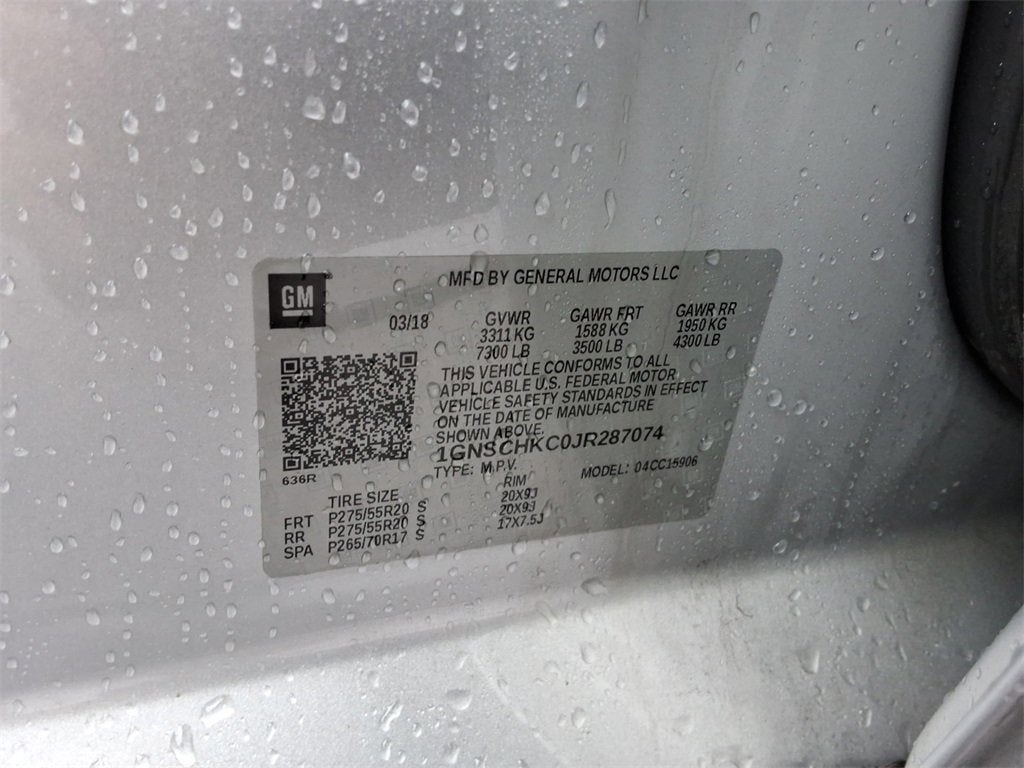 GM
MFD BY GENERAL MOTORS LLC
03/18
GVWR GAWR FRT GAWR RR
3311 KG 1588 KG 1950 KG
7300 LB 3500 LB 4300 LB
THIS VEHICLE CONFORMS TO ALL
APPLICABLE U.S. FEDERAL MOTOR
VEHICLE SAFETY STANDARDS IN EFFECT
ON THE DATE OF MANUFACTURE
SHOWN ABOVE.
1GNSCHKC0JR287074
TYPE: M.P.V. MODEL: 04CC15906
636R
TIRE SIZE RIM
FRT P275/55R20 S 20X9J
RR P275/55R20 S 20X9J
SPA P265/70R17 S 17X7.5J